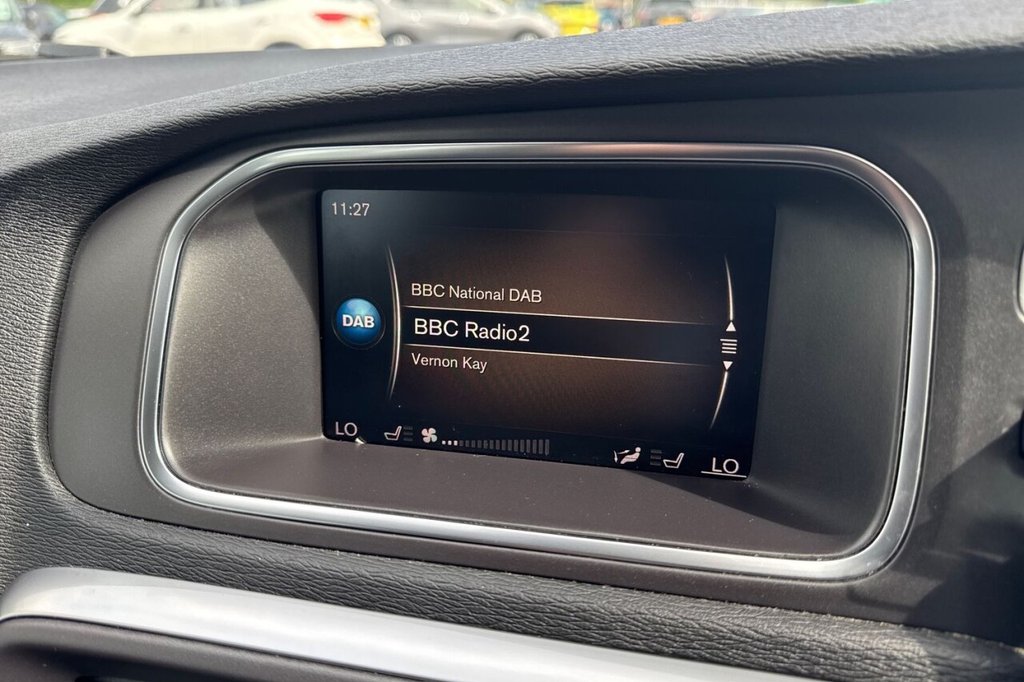 11:27
BBC National DAB
DAB
BBC Radio2
Vernon Kay
LO
LO